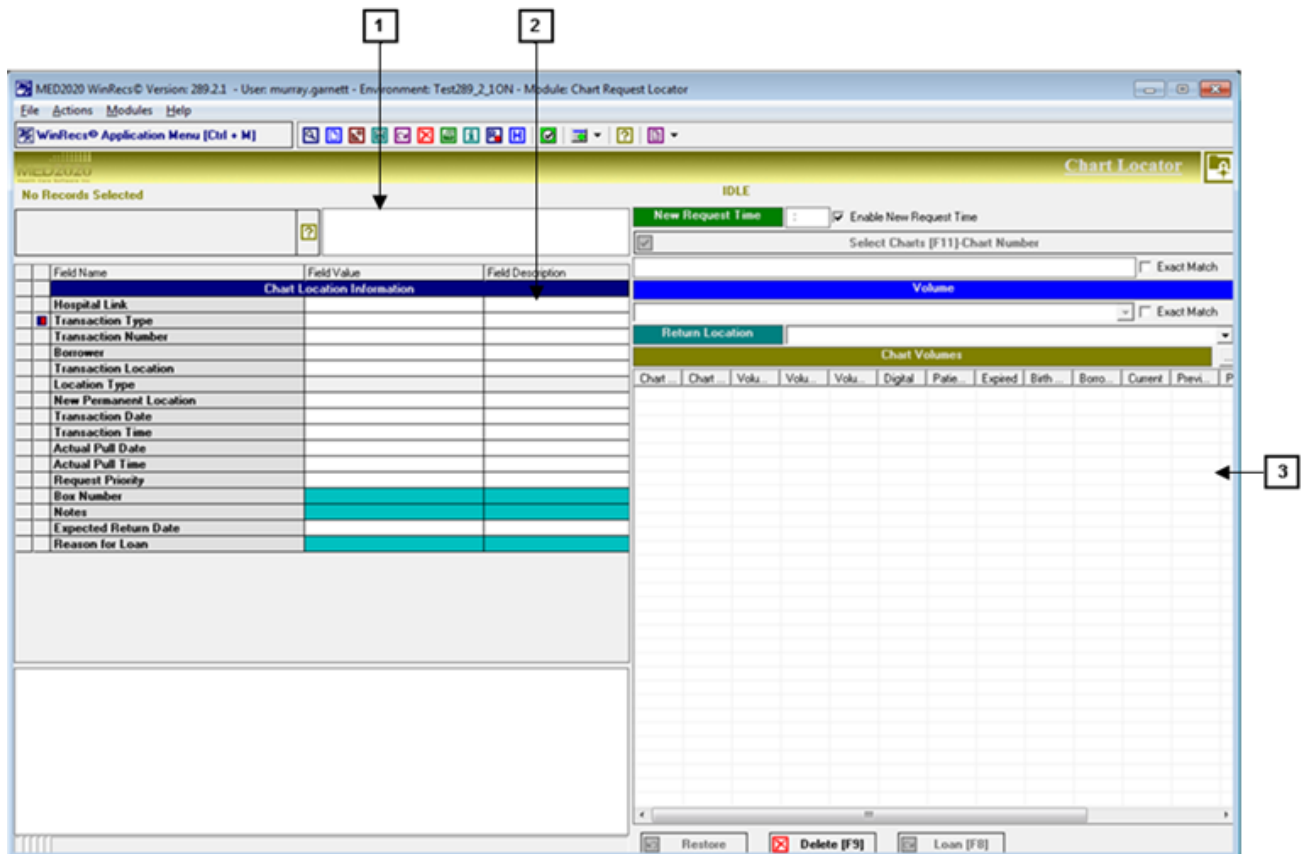 1
2
MED2020 WinRecs© Version: 289.2.1 - User: murray.garnett - Environment: Test289_2_1ON - Module: Chart Request Locator
File Actions Modules Help
WinRecs© Application Menu [Ctrl + M]
MED2020
Chart Locator
No Records Selected
IDLE
New Request Time : Enable New Request Time
Select Charts [F11]-Chart Number
Exact Match
Field Name Field Value Field Description
Chart Location Information
Volume
Hospital Link
Transaction Type
Exact Match
Transaction Number
Return Location
Borrower
Chart Volumes
Transaction Location
Location Type
Chart ... Chart ... Volu... Volu... Volu... Digital Patie... Expired Birth ... Borro... Current Previ... P
New Permanent Location
Transaction Date
Transaction Time
Actual Pull Date
Actual Pull Time
Request Priority
3
Box Number
Notes
Expected Return Date
Reason for Loan
Restore Delete [F9] Loan [F8]